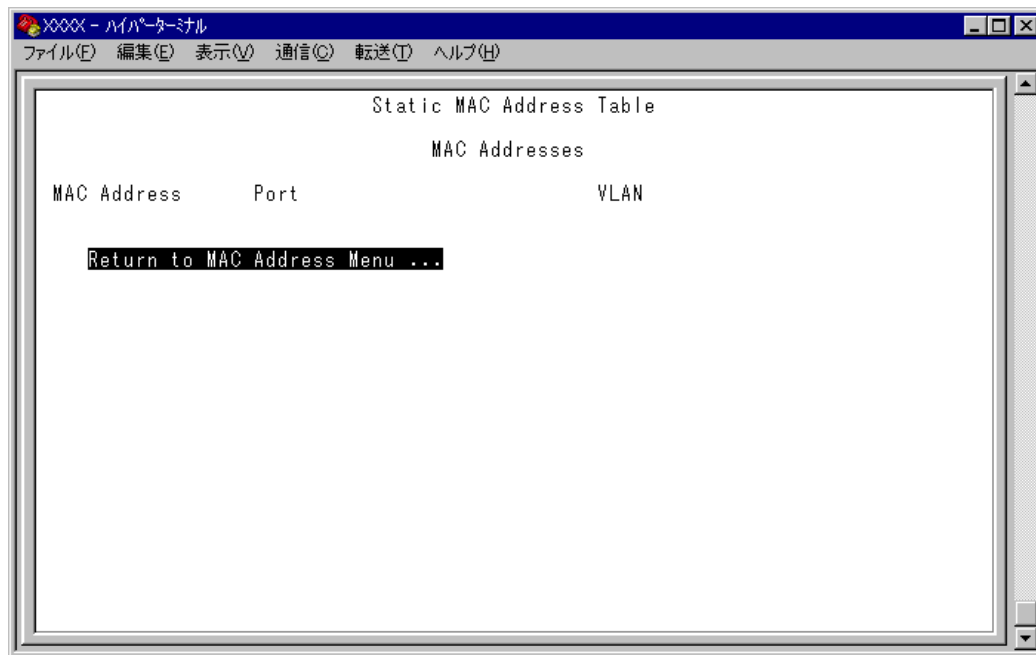 XXXX - ﾊｲﾊﾟｰﾀｰﾐﾅﾙ
ファイル(F) 編集(E) 表示(V) 通信(C) 転送(T) ヘルプ(H)
Static MAC Address Table
MAC Addresses
MAC Address Port VLAN
Return to MAC Address Menu ...